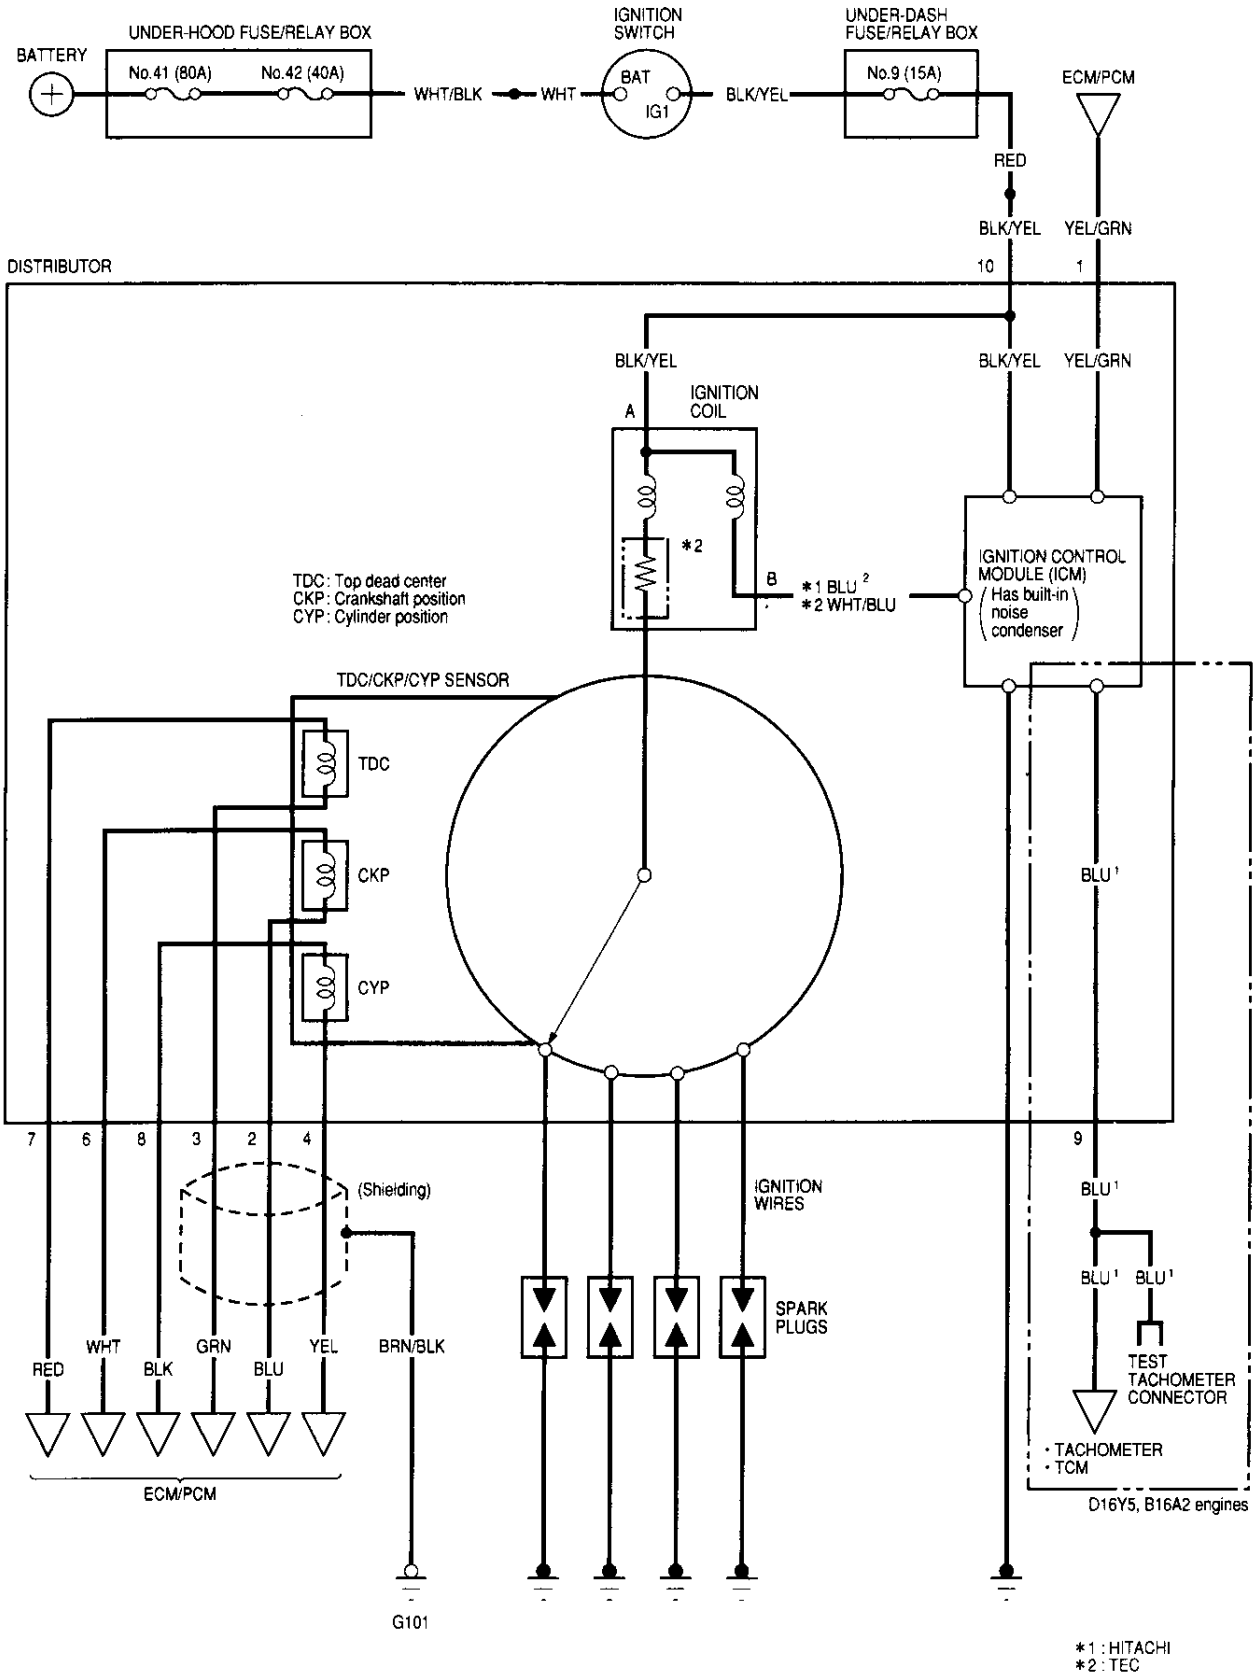 IGNITION
SWITCH
UNDER-DASH
FUSE/RELAY BOX
UNDER-HOOD FUSE/RELAY BOX
BATTERY
No.41 (80A)
No.42 (40A)
BAT
IG1
No.9 (15A)
ECM/PCM
WHT/BLK
WHT
BLK/YEL
RED
BLK/YEL
YEL/GRN
DISTRIBUTOR
10
1
BLK/YEL
BLK/YEL
YEL/GRN
A
IGNITION
COIL
*2
B
*1 BLU 2
*2 WHT/BLU
IGNITION CONTROL
MODULE (ICM)
(Has built-in
noise
condenser)
TDC : Top dead center
CKP : Crankshaft position
CYP : Cylinder position
TDC/CKP/CYP SENSOR
TDC
CKP
CYP
BLU 1
7
6
8
3
2
4
9
(Shielding)
IGNITION
WIRES
BLU 1
BLU 1
BLU 1
SPARK
PLUGS
RED
WHT
BLK
GRN
BLU
YEL
BRN/BLK
TEST
TACHOMETER
CONNECTOR
· TACHOMETER
· TCM
ECM/PCM
D16Y5, B16A2 engines
G101
*1 : HITACHI
*2 : TEC